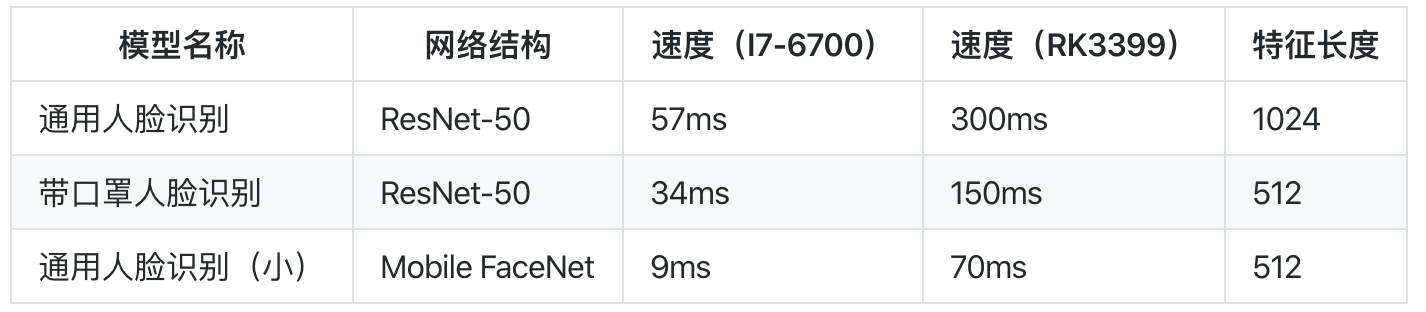 模型名称 网络结构 速度（I7-6700） 速度（RK3399） 特征长度
通用人脸识别 ResNet-50 57ms 300ms 1024
带口罩人脸识别 ResNet-50 34ms 150ms 512
通用人脸识别（小） Mobile FaceNet 9ms 70ms 512